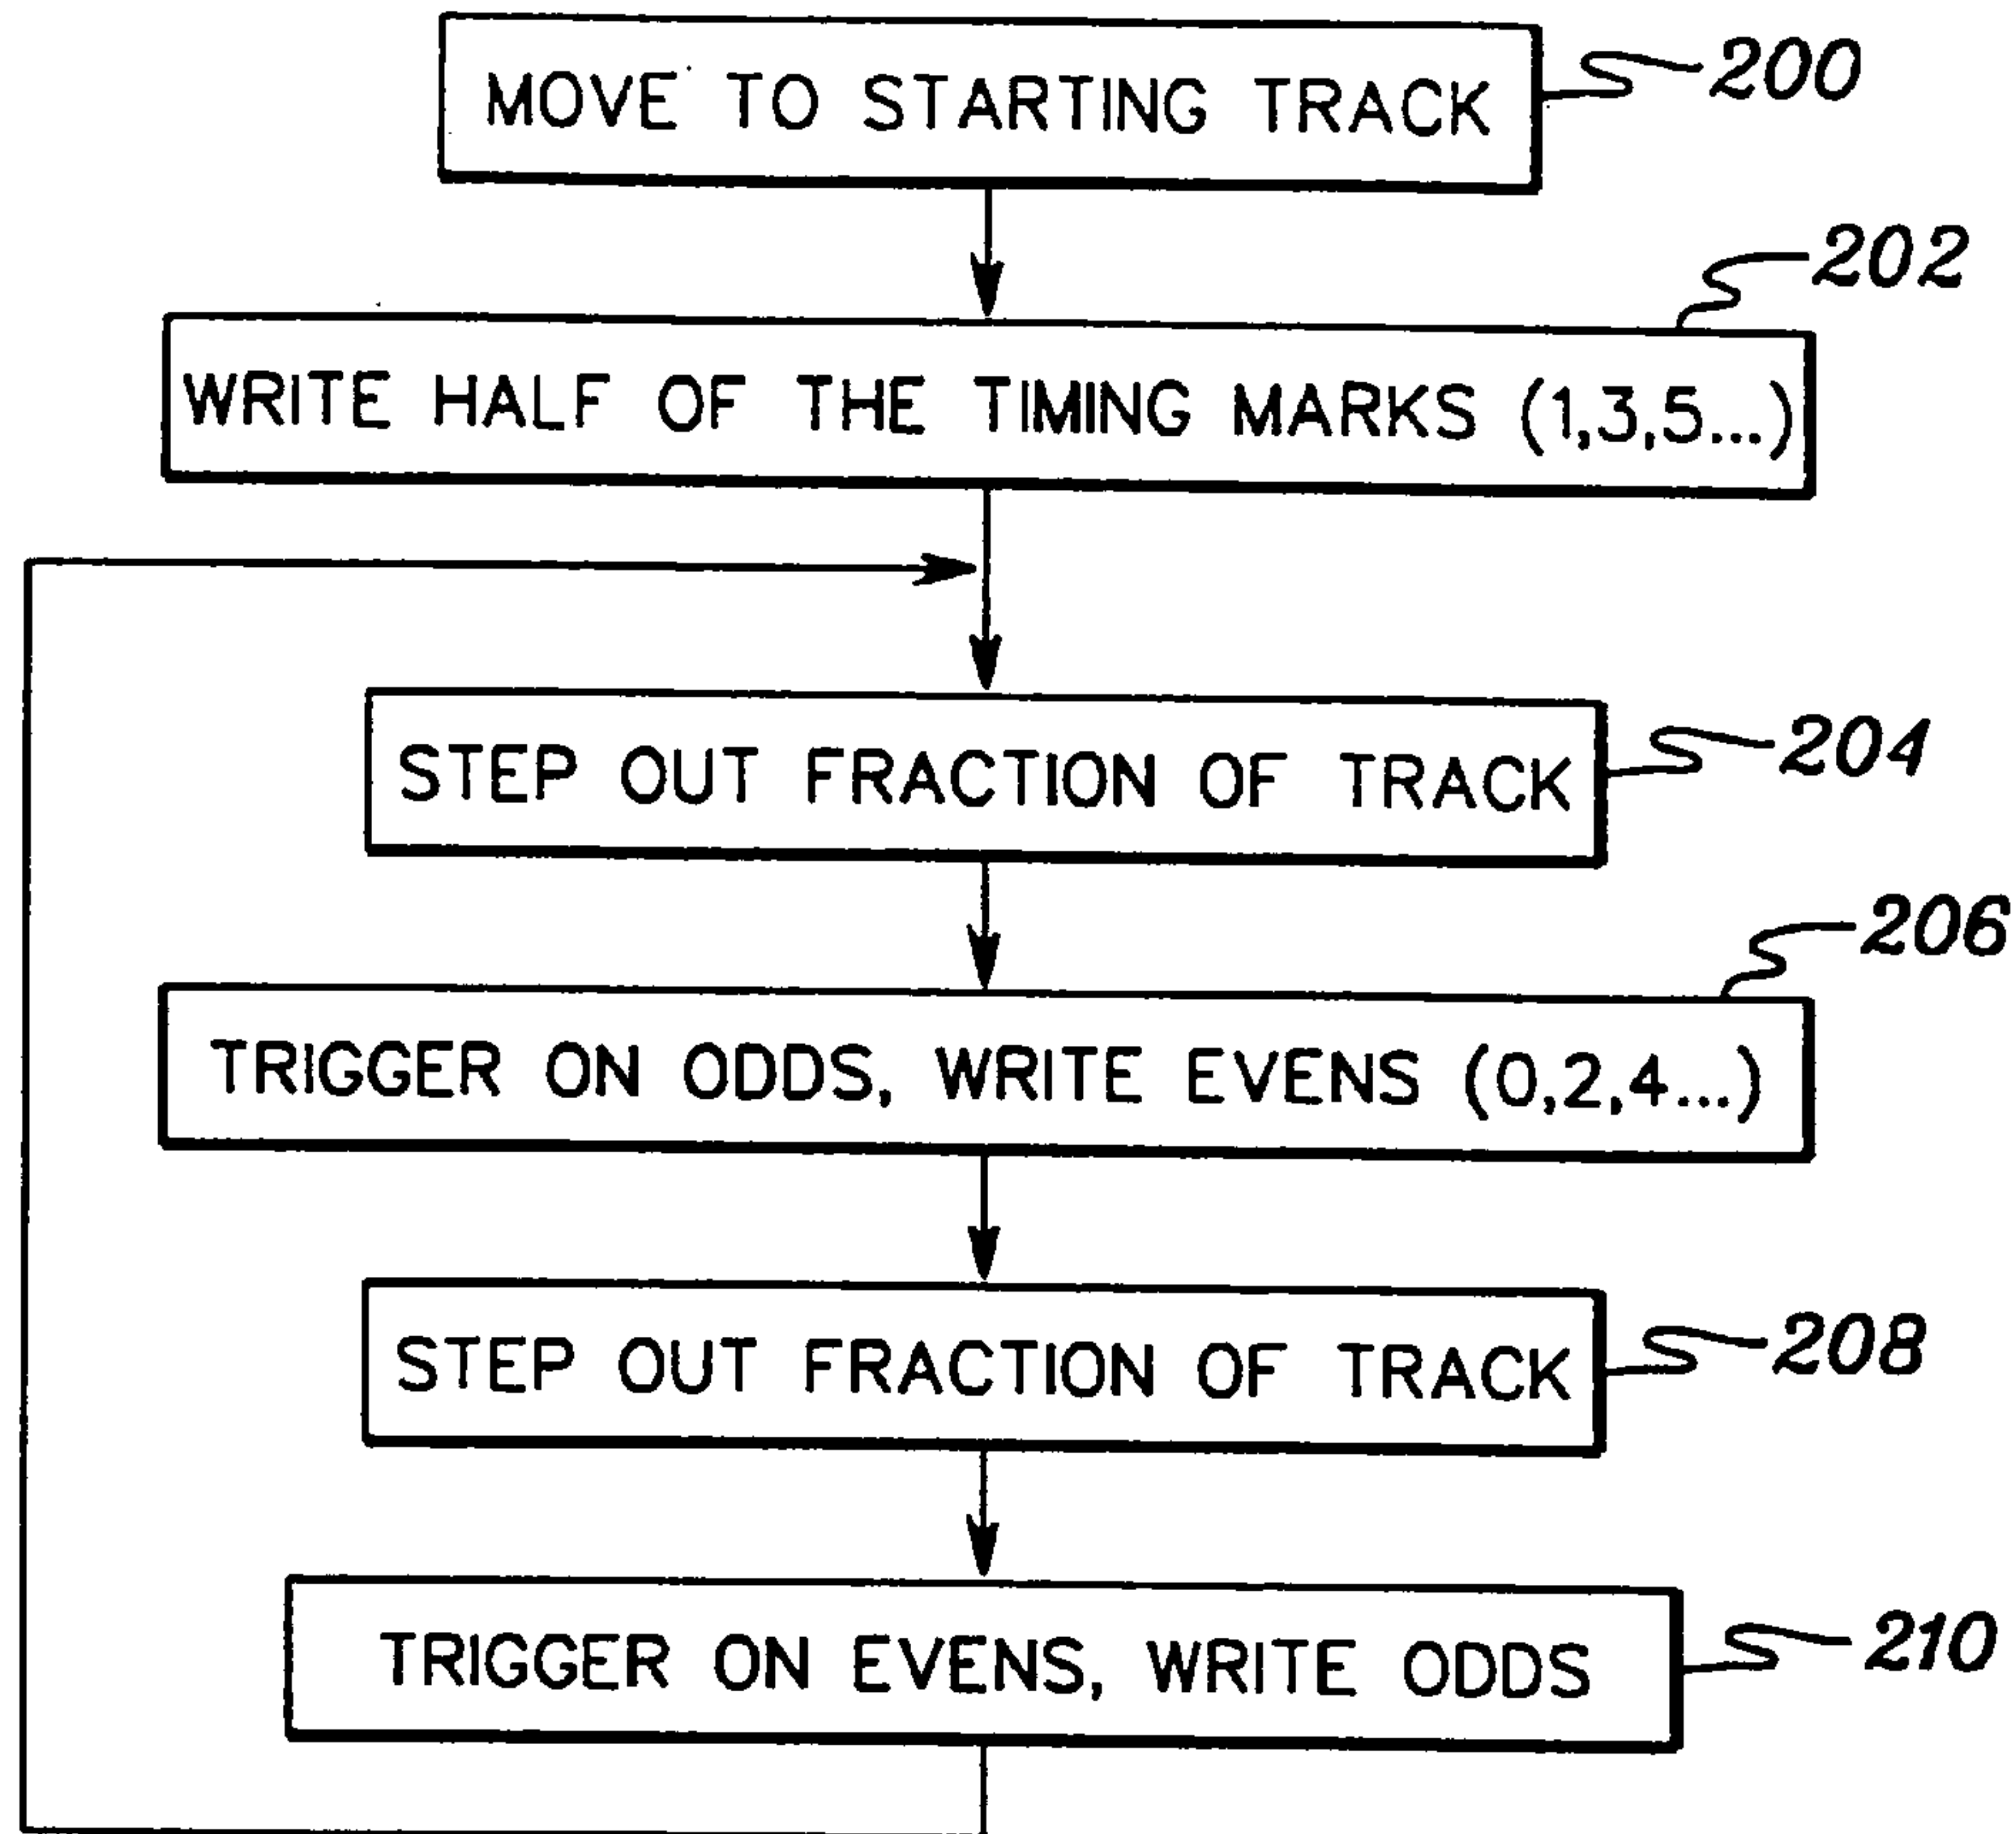 MOVE TO STARTING TRACK
200
202
WRITE HALF OF THE TIMING MARKS (1,3,5...)
STEP OUT FRACTION OF TRACK
204
206
TRIGGER ON ODDS, WRITE EVENS (0,2,4...)
STEP OUT FRACTION OF TRACK
208
TRIGGER ON EVENS, WRITE ODDS
210